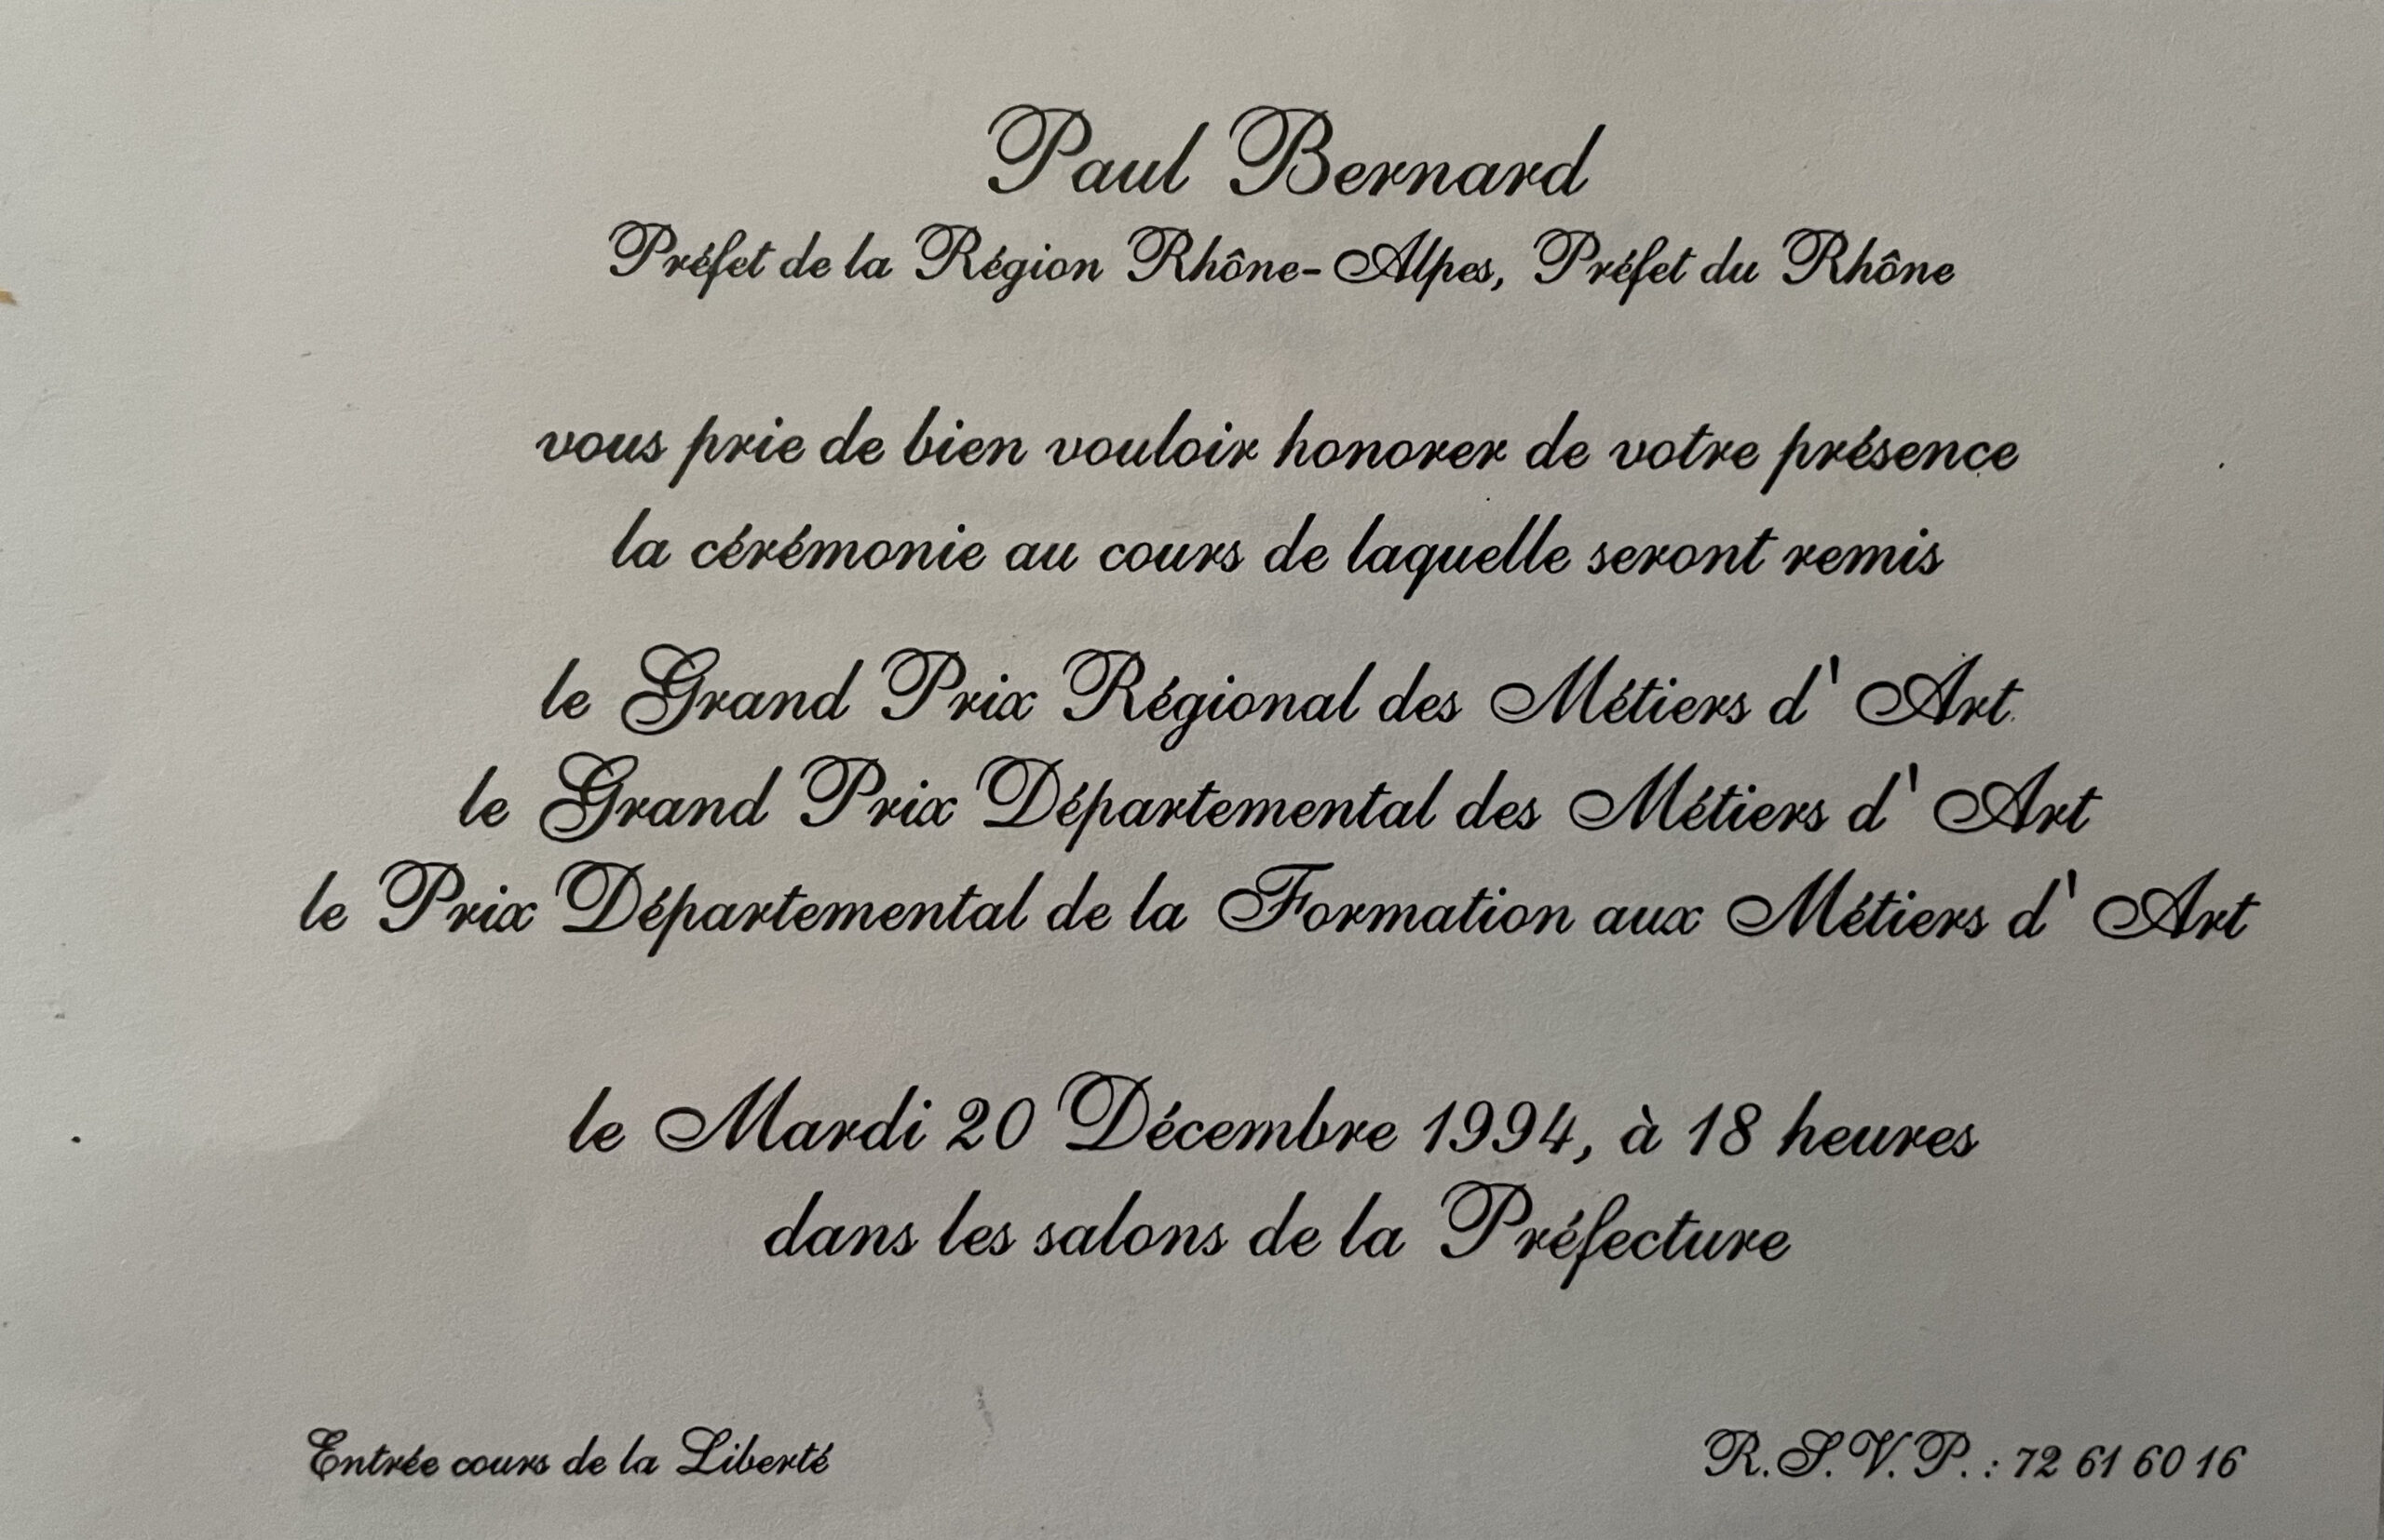 Paul Bernard
Préfet de la Région Rhône-Alpes, Préfet du Rhône
vous prie de bien vouloir honorer de votre présence
la cérémonie au cours de laquelle seront remis
le Grand Prix Régional des Métiers d' Art
le Grand Prix Départemental des Métiers d' Art
le Prix Départemental de la Formation aux Métiers d' Art
le Mardi 20 Décembre 1994, à 18 heures
dans les salons de la Préfecture
Entrée cours de la Liberté
R.S.V.P. : 72 61 60 16